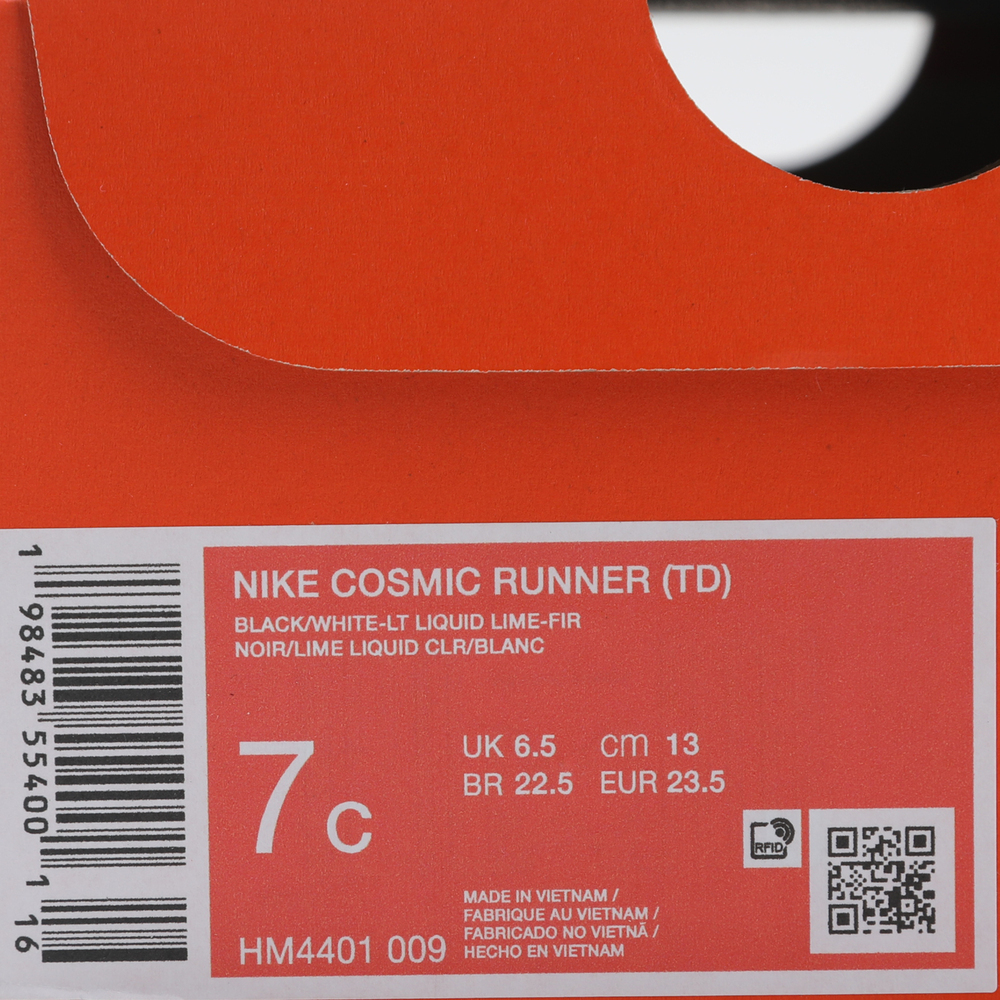 NIKE COSMIC RUNNER (TD)
BLACK/WHITE-LT LIQUID LIME-FIR
NOIR/LIME LIQUID CLR/BLANC
7 c
UK 6.5 cm 13
BR 22.5 EUR 23.5
RFID
MADE IN VIETNAM /
FABRIQUE AU VIETNAM /
FABRICADO NO VIETNÃ /
HECHO EN VIETNAM
HM4401 009
1 98483 55400 1 16